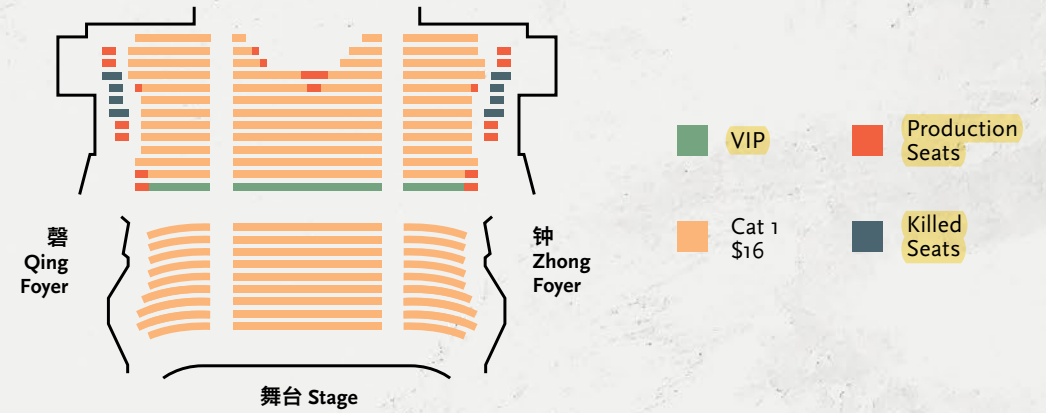 磬
Qing
Foyer
钟
Zhong
Foyer
舞台 Stage
VIP
Production
Seats
Cat 1
$16
Killed
Seats